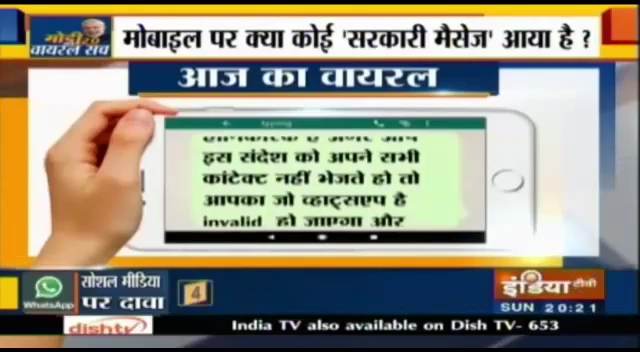 मोदी
वायरल सच
मोबाइल पर क्या कोई 'सरकारी मैसेज' आया है ?
आज का वायरल
इस संदेश को अपने सभी
कांटेक्ट नहीं भेजते हो तो
आपका जो व्हाट्सएप है
invalid हो जाएगा और
WhatsApp
सोशल मीडिया
पर दावा
4
इंडिया टीवी
SUN 20:21
dishtv
India TV also available on Dish TV- 653